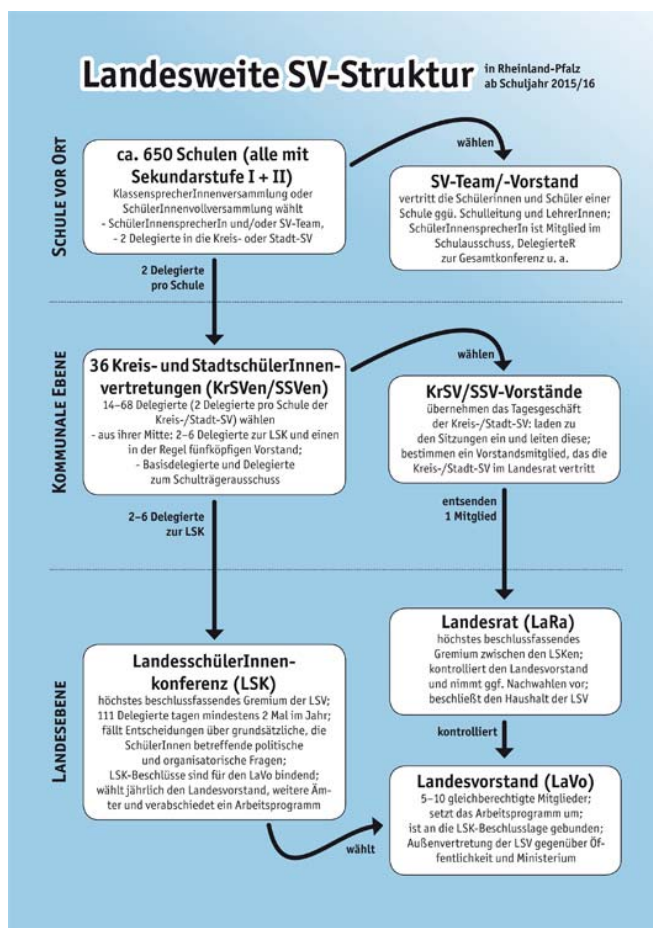 Landesweite SV-Struktur
in Rheinland-Pfalz
ab Schuljahr 2015/16
SCHULE VOR ORT
ca. 650 Schulen (alle mit
Sekundarstufe I + II)
KlassensprecherInnenversammlung oder
SchülerInnenvollversammlung wählt
- SchülerInnensprecherIn und/oder SV-Team,
- 2 Delegierte in die Kreis- oder Stadt-SV
wählen
SV-Team/-Vorstand
vertritt die Schülerinnen und Schüler einer
Schule ggü. Schulleitung und LehrerInnen;
SchülerInnensprecherIn ist Mitglied im
Schulausschuss, DelegierteR
zur Gesamtkonferenz u. a.
2 Delegierte
pro Schule
KOMMUNALE EBENE
36 Kreis- und StadtschülerInnen-
vertretungen (KrSVen/SSVen)
14–68 Delegierte (2 Delegierte pro Schule der
Kreis-/Stadt-SV) wählen
- aus ihrer Mitte: 2–6 Delegierte zur LSK und einen
in der Regel fünfköpfigen Vorstand;
- Basisdelegierte und Delegierte
zum Schulträgerausschuss
wählen
KrSV/SSV-Vorstände
übernehmen das Tagesgeschäft
der Kreis-/Stadt-SV: laden zu
den Sitzungen ein und leiten diese;
bestimmen ein Vorstandsmitglied, das die
Kreis-/Stadt-SV im Landesrat vertritt
2–6 Delegierte
zur LSK
entsenden
1 Mitglied
LANDESEBENE
LandesschülerInnen-
konferenz (LSK)
höchstes beschlussfassendes Gremium der LSV;
111 Delegierte tagen mindestens 2 Mal im Jahr;
fällt Entscheidungen über grundsätzliche, die
SchülerInnen betreffende politische
und organisatorische Fragen;
LSK-Beschlüsse sind für den LaVo bindend;
wählt jährlich den Landesvorstand, weitere Äm-
ter und verabschiedet ein Arbeitsprogramm
Landesrat (LaRa)
höchstes beschlussfassendes
Gremium zwischen den LSKen;
kontrolliert den Landesvorstand
und nimmt ggf. Nachwahlen vor;
beschließt den Haushalt der LSV
kontrolliert
Landesvorstand (LaVo)
5–10 gleichberechtigte Mitglieder;
setzt das Arbeitsprogramm um;
ist an die LSK-Beschlusslage gebunden;
Außenvertretung der LSV gegenüber Öf-
fentlichkeit und Ministerium
wählt